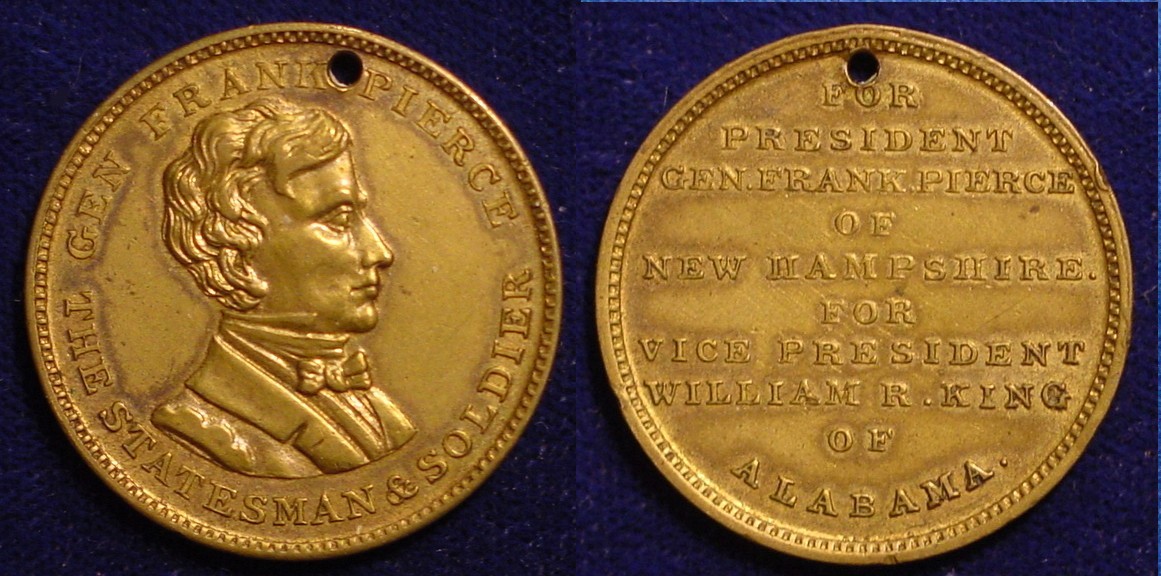 GEN FRANK PIERCE
THE STATESMAN & SOLDIER
FOR
PRESIDENT
GEN. FRANK. PIERCE
OF
NEW HAMPSHIRE.
FOR
VICE PRESIDENT
WILLIAM R. KING
OF
ALABAMA.